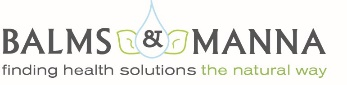 BALMS & MANNA
finding health solutions the natural way